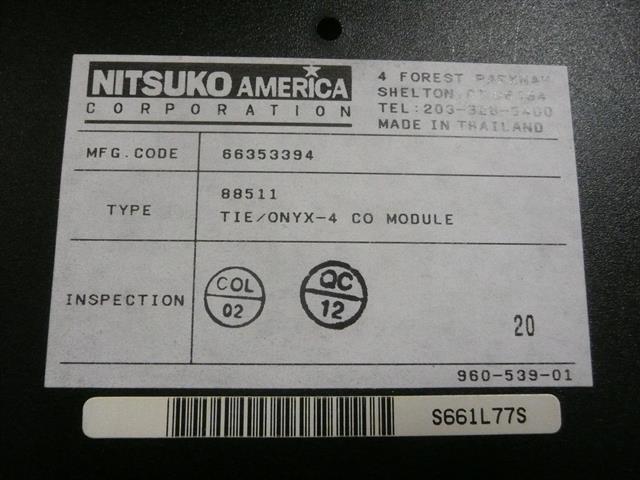 NITSUKO AMERICA
CORPORATION
4 FOREST PARKWAY
SHELTON,
TEL: 203-
MADE IN THAILAND
MFG. CODE 66353394
TYPE 88511
TIE/ONYX-4 CO MODULE
INSPECTION COL 02 QC 12 20
960-539-01
S661L77S